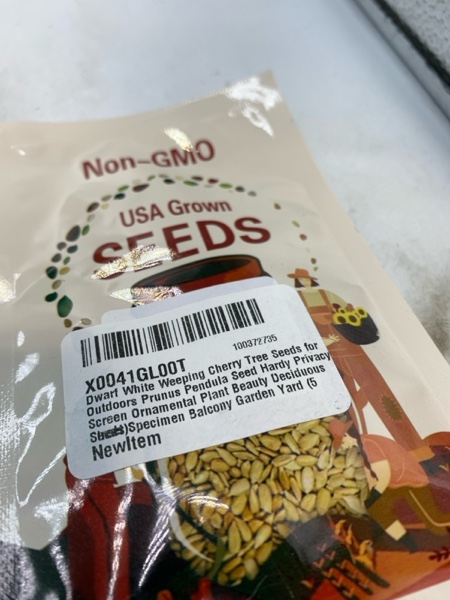 Non-GMO
USA Grown
SEEDS
100372735
X0041GL00T
Dwarf White Weeping Cherry Tree Seeds for
Outdoors Prunus Pendula Seed Hardy Privacy
Screen Ornamental Plant Beauty Deciduous
Specimen Balcony Garden Yard (5
NewItem